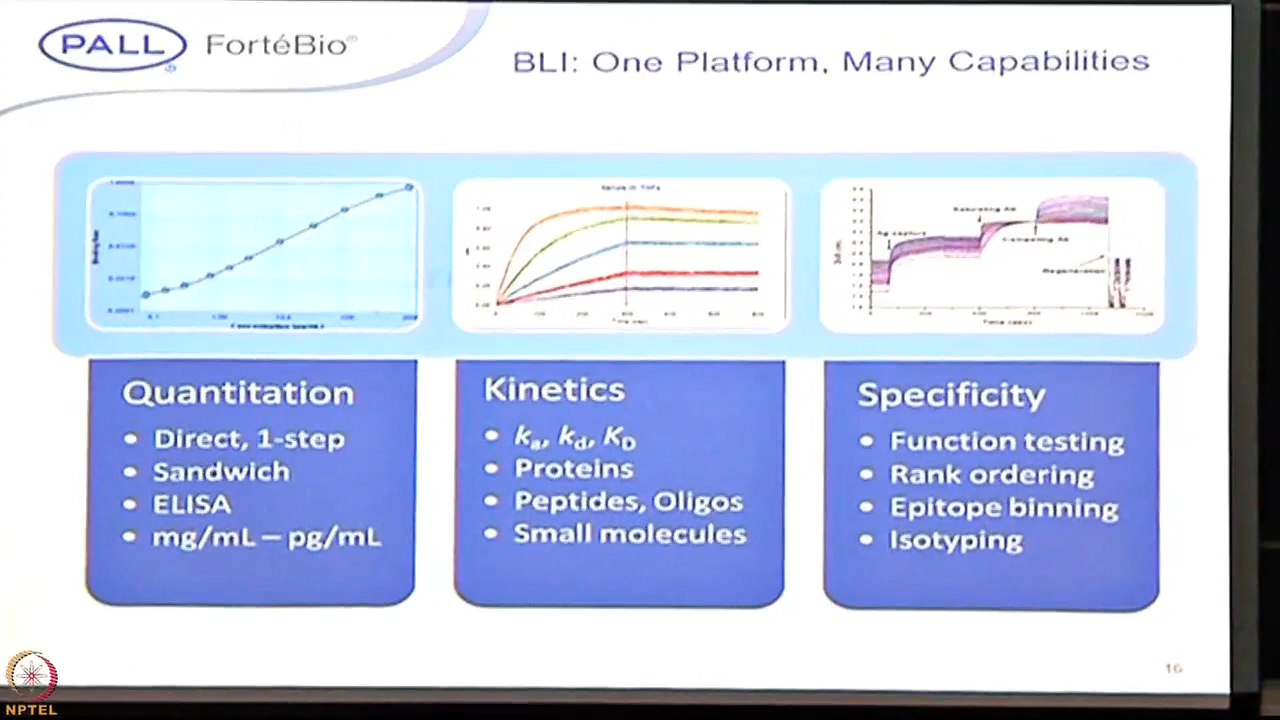 PALL FortéBio®
BLI: One Platform, Many Capabilities
Ag capture
Saturating Ab
Competing Ab
Regeneration
Quantitation
• Direct, 1-step
• Sandwich
• ELISA
• mg/mL – pg/mL
Kinetics
• ka, kd, KD
• Proteins
• Peptides, Oligos
• Small molecules
Specificity
• Function testing
• Rank ordering
• Epitope binning
• Isotyping
16
NPTEL